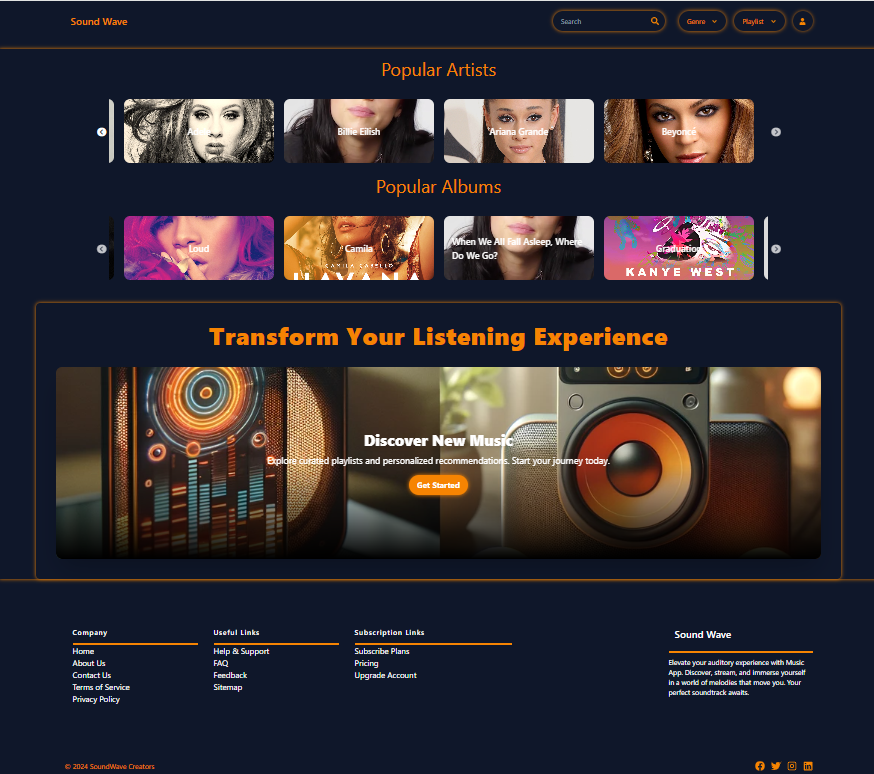 Sound Wave
Search
Genre
Playlist
Popular Artists
Adele
Billie Eilish
Ariana Grande
Beyoncé
Popular Albums
Loud
Camila
CAMILA CABELLO
HAVANA
When We All Fall Asleep, Where
Do We Go?
Graduation
KANYE WEST
Transform Your Listening Experience
Discover New Music
Explore curated playlists and personalized recommendations. Start your journey today.
Get Started
Company
Home
About Us
Contact Us
Terms of Service
Privacy Policy
Useful Links
Help & Support
FAQ
Feedback
Sitemap
Subscription Links
Subscribe Plans
Pricing
Upgrade Account
Sound Wave
Elevate your auditory experience with Music
App. Discover, stream, and immerse yourself
in a world of melodies that move you. Your
perfect soundtrack awaits.
© 2024 SoundWave Creators